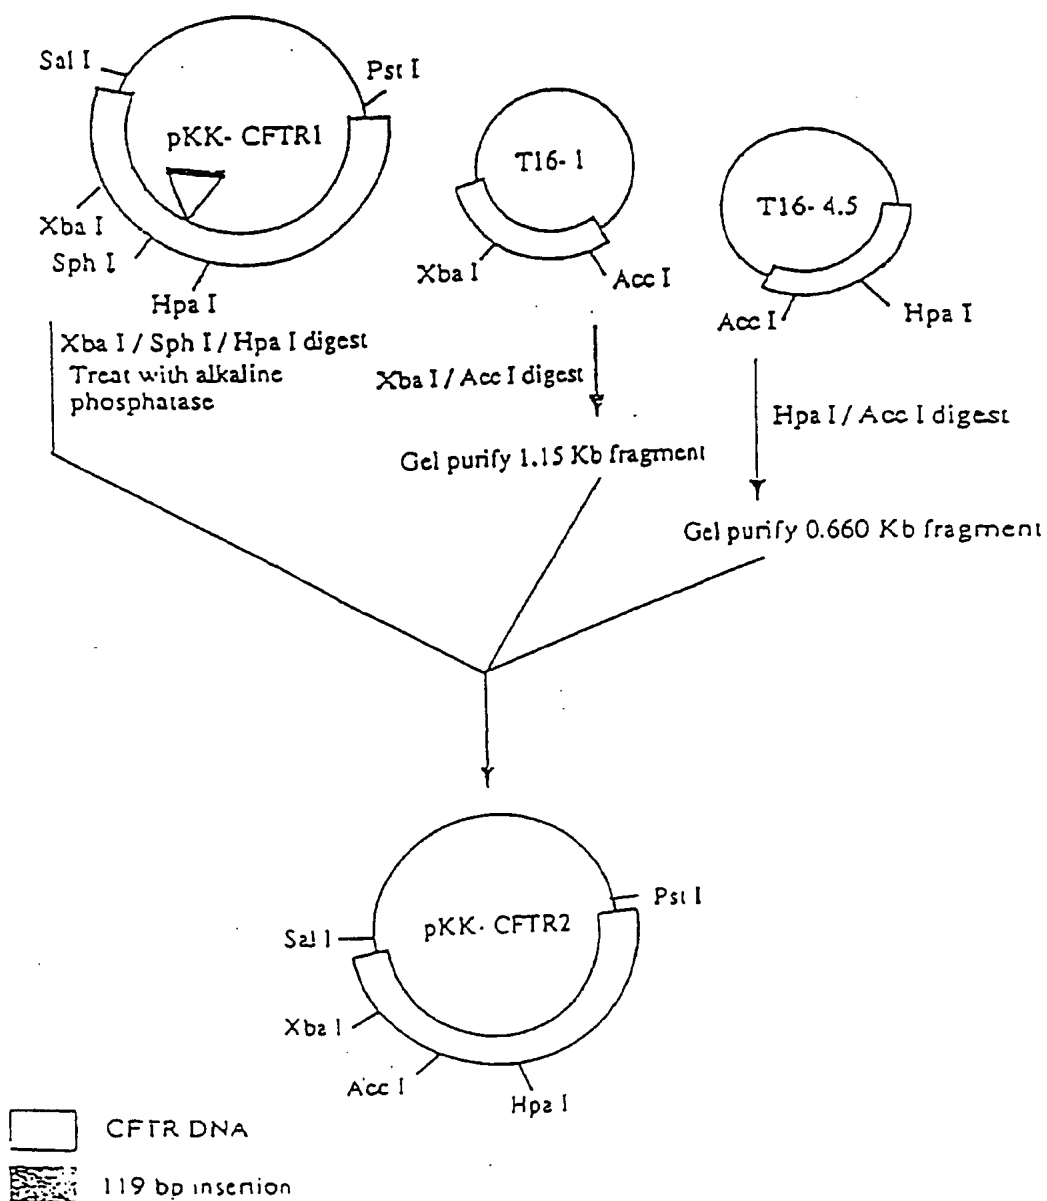 Sal I
Pst I
pKK- CFTR1
Xba I
Sph I
Hpa I
T16- 1
Xba I
Acc I
T16- 4.5
Acc I
Hpa I
Xba I / Sph I / Hpa I digest
Treat with alkaline
phosphatase
Xba I / Acc I digest
Gel purify 1.15 Kb fragment
Hpa I / Acc I digest
Gel purify 0.660 Kb fragment
Sal I
Pst I
pKK- CFTR2
Xba I
Acc I
Hpa I
CFTR DNA
119 bp insertion